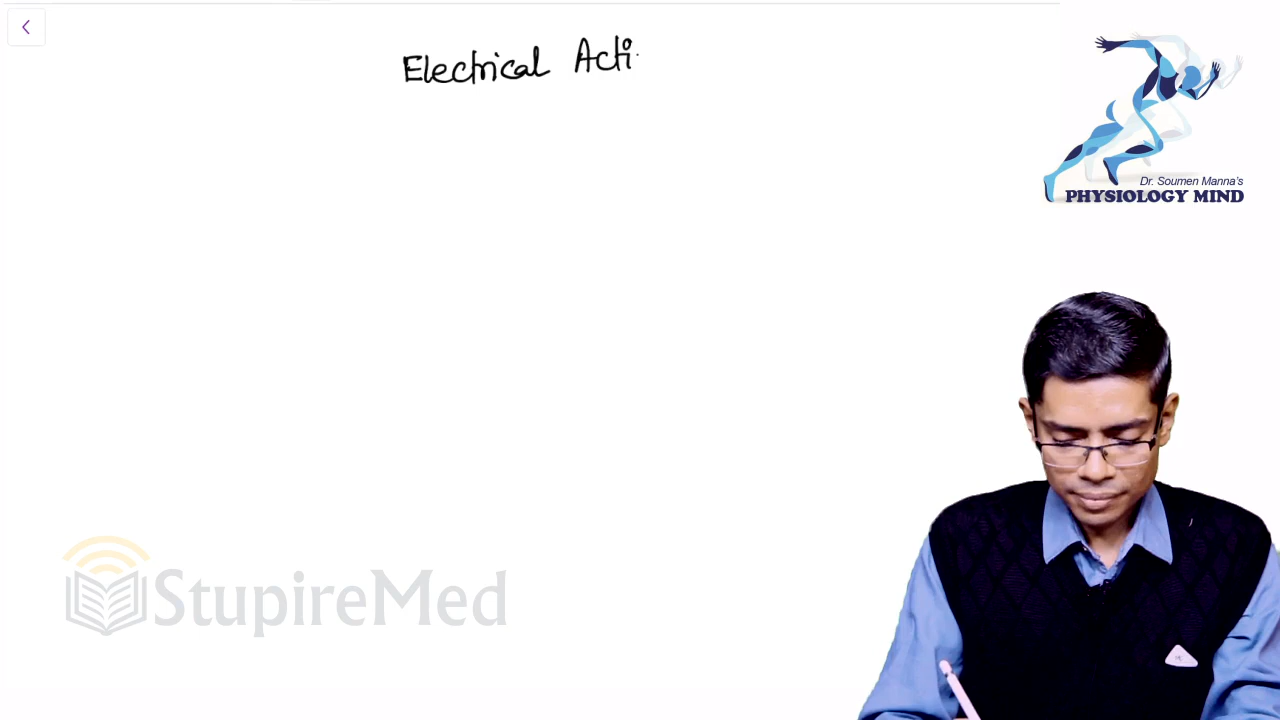 Electrical Acti
Dr. Soumen Manna's
PHYSIOLOGY MIND
StupireMed